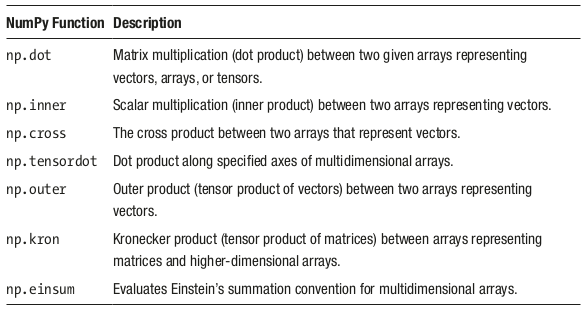 NumPy Function Description
np.dot Matrix multiplication (dot product) between two given arrays representing
vectors, arrays, or tensors.
np.inner Scalar multiplication (inner product) between two arrays representing vectors.
np.cross The cross product between two arrays that represent vectors.
np.tensordot Dot product along specified axes of multidimensional arrays.
np.outer Outer product (tensor product of vectors) between two arrays representing
vectors.
np.kron Kronecker product (tensor product of matrices) between arrays representing
matrices and higher-dimensional arrays.
np.einsum Evaluates Einstein’s summation convention for multidimensional arrays.